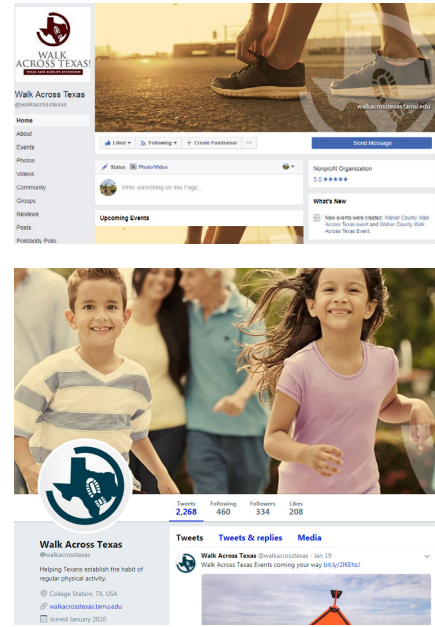 WALK
ACROSS TEXAS!
TEXAS A&M AGRILIFE EXTENSION
Walk Across Texas
@walkacrosstexas
Home
About
Events
Photos
Videos
Community
Groups
Reviews
Posts
Polldaddy Polls
walkacrosstexas.tamu.edu
Liked Following + Create Fundraiser ···
Send Message
Status Photo/Video
Write something on this Page...
Upcoming Events
Nonprofit Organization
5.0 ★★★★★
What's New
New events were created: Walker County Walk
Across Texas event and Walker County Walk
Across Texas Event.
Tweets Following Followers Likes
2,268 460 334 208
Walk Across Texas
@walkacrosstexas
Helping Texans establish the habit of
regular physical activity.
College Station, TX, USA
walkacrosstexas.tamu.edu
Joined January 2010
Tweets Tweets & replies Media
Walk Across Texas @walkacrosstexas · Jan 19
Walk Across Texas Events coming your way bit.ly/2IKEhzJ